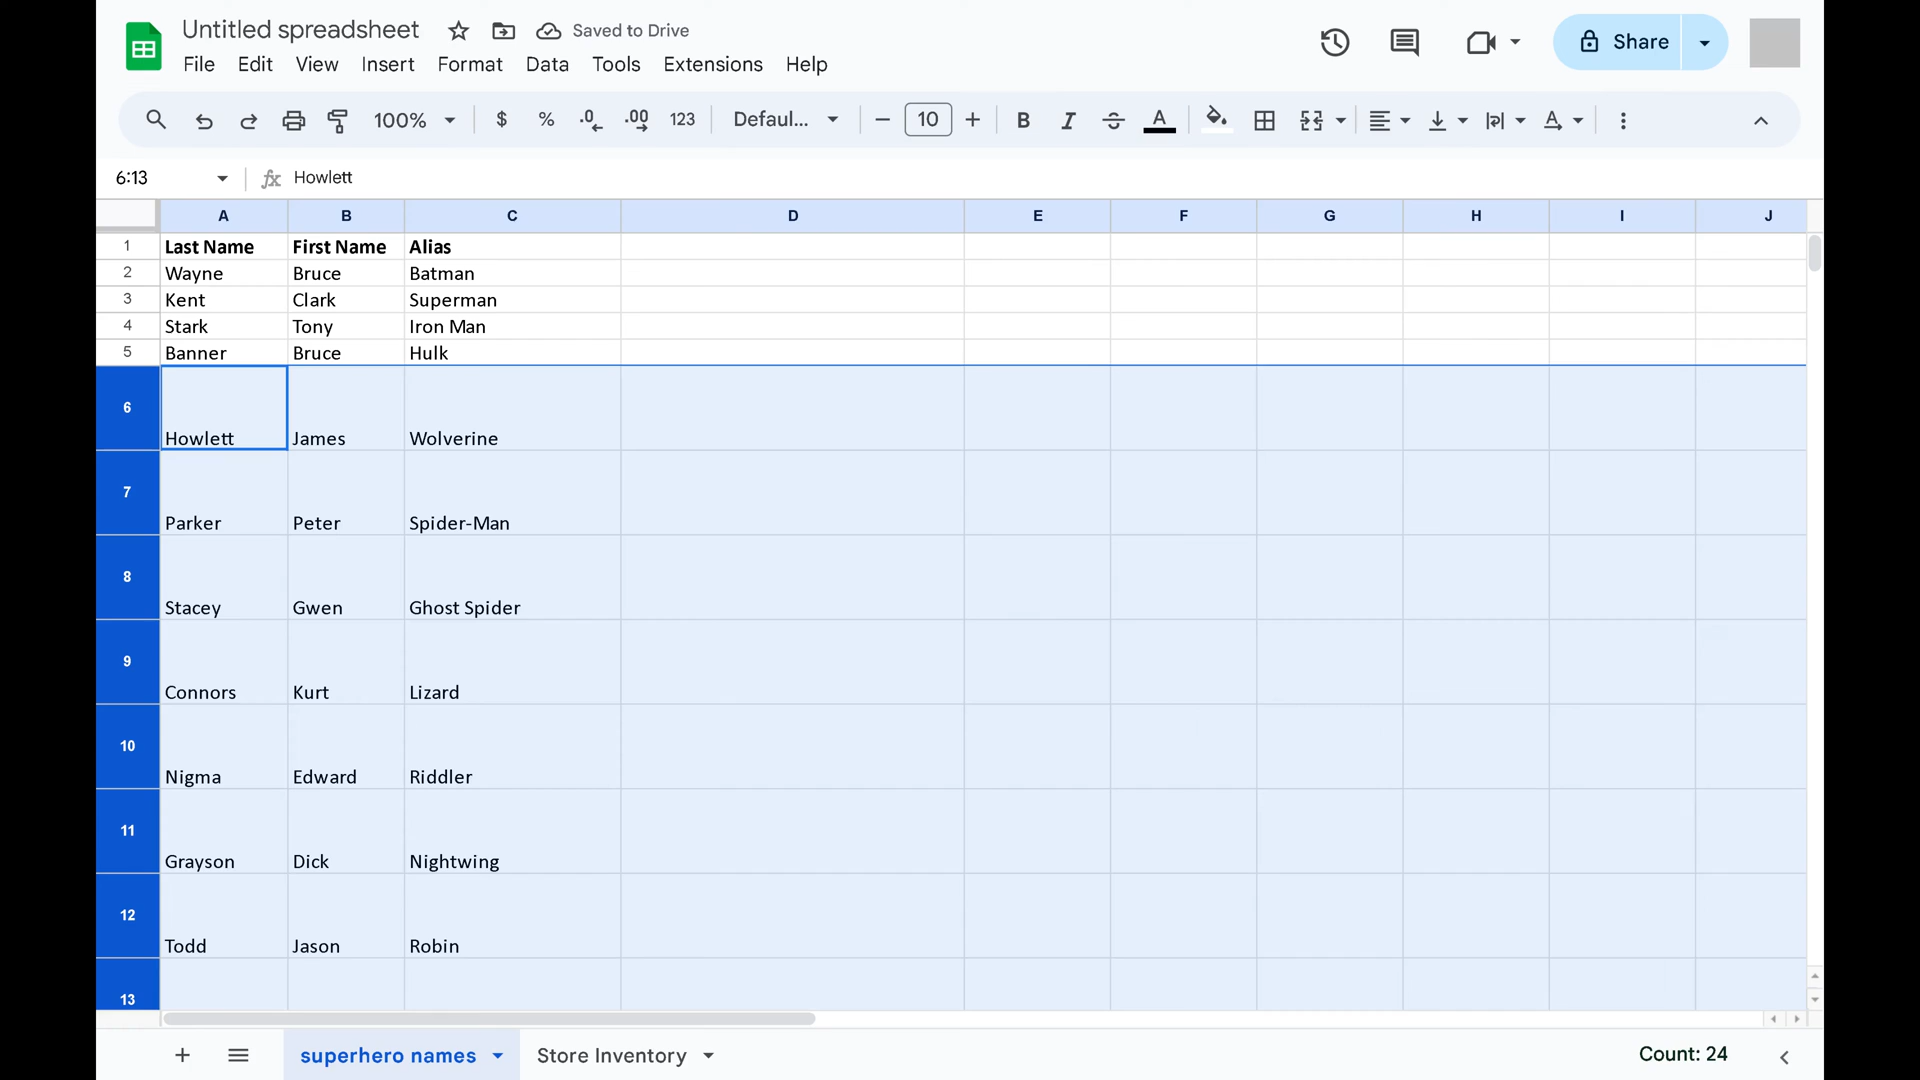 Untitled spreadsheet Saved to Drive
File Edit View Insert Format Data Tools Extensions Help
Share
100% $ % .0 .00 123 Defaul... − 10 + B I S A A
6:13 fx Howlett
A B C D E F G H I J
1 Last Name First Name Alias
2 Wayne Bruce Batman
3 Kent Clark Superman
4 Stark Tony Iron Man
5 Banner Bruce Hulk
6 Howlett James Wolverine
7 Parker Peter Spider-Man
8 Stacey Gwen Ghost Spider
9 Connors Kurt Lizard
10 Nigma Edward Riddler
11 Grayson Dick Nightwing
12 Todd Jason Robin
13
+ superhero names Store Inventory Count: 24